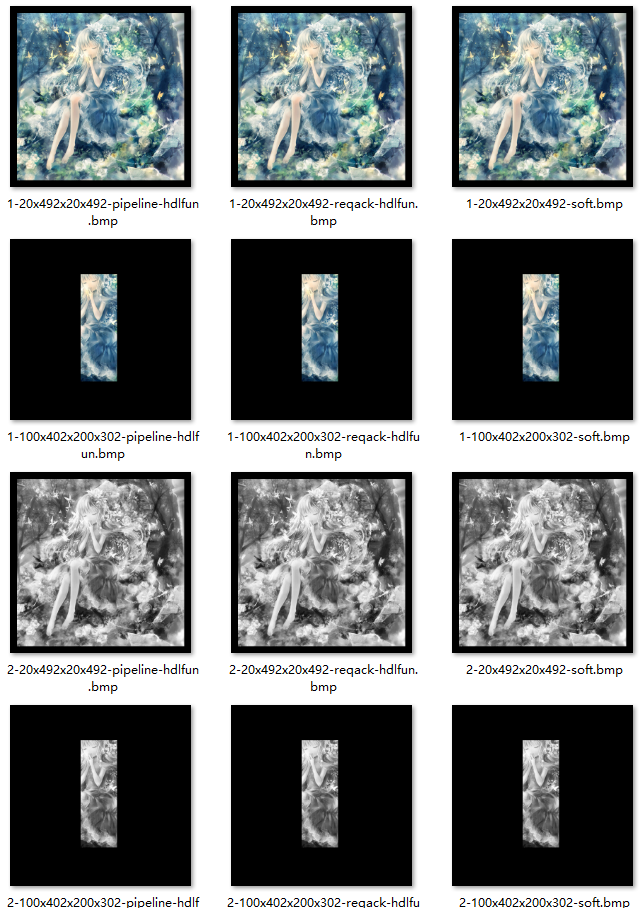 1-20x492x20x492-pipeline-hdlfun
.bmp
1-20x492x20x492-reqack-hdlfun.
bmp
1-20x492x20x492-soft.bmp
1-100x402x200x302-pipeline-hdlf
un.bmp
1-100x402x200x302-reqack-hdlfu
n.bmp
1-100x402x200x302-soft.bmp
2-20x492x20x492-pipeline-hdlfun
.bmp
2-20x492x20x492-reqack-hdlfun.
bmp
2-20x492x20x492-soft.bmp
2-100x402x200x302-pipeline-hdlf
2-100x402x200x302-reqack-hdlfu
2-100x402x200x302-soft.bmp